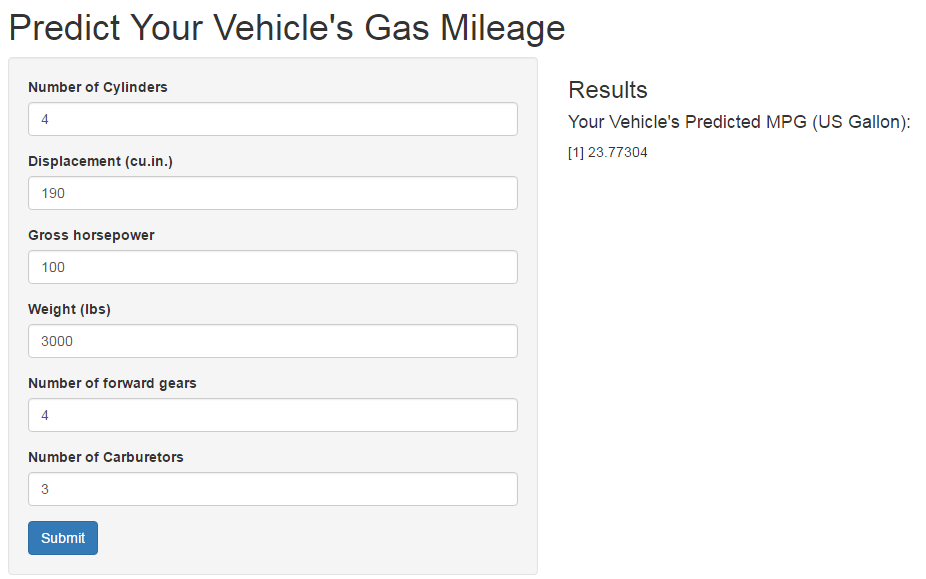 Predict Your Vehicle's Gas Mileage
Number of Cylinders
4
Displacement (cu.in.)
190
Gross horsepower
100
Weight (lbs)
3000
Number of forward gears
4
Number of Carburetors
3
Submit
Results
Your Vehicle's Predicted MPG (US Gallon):
[1] 23.77304